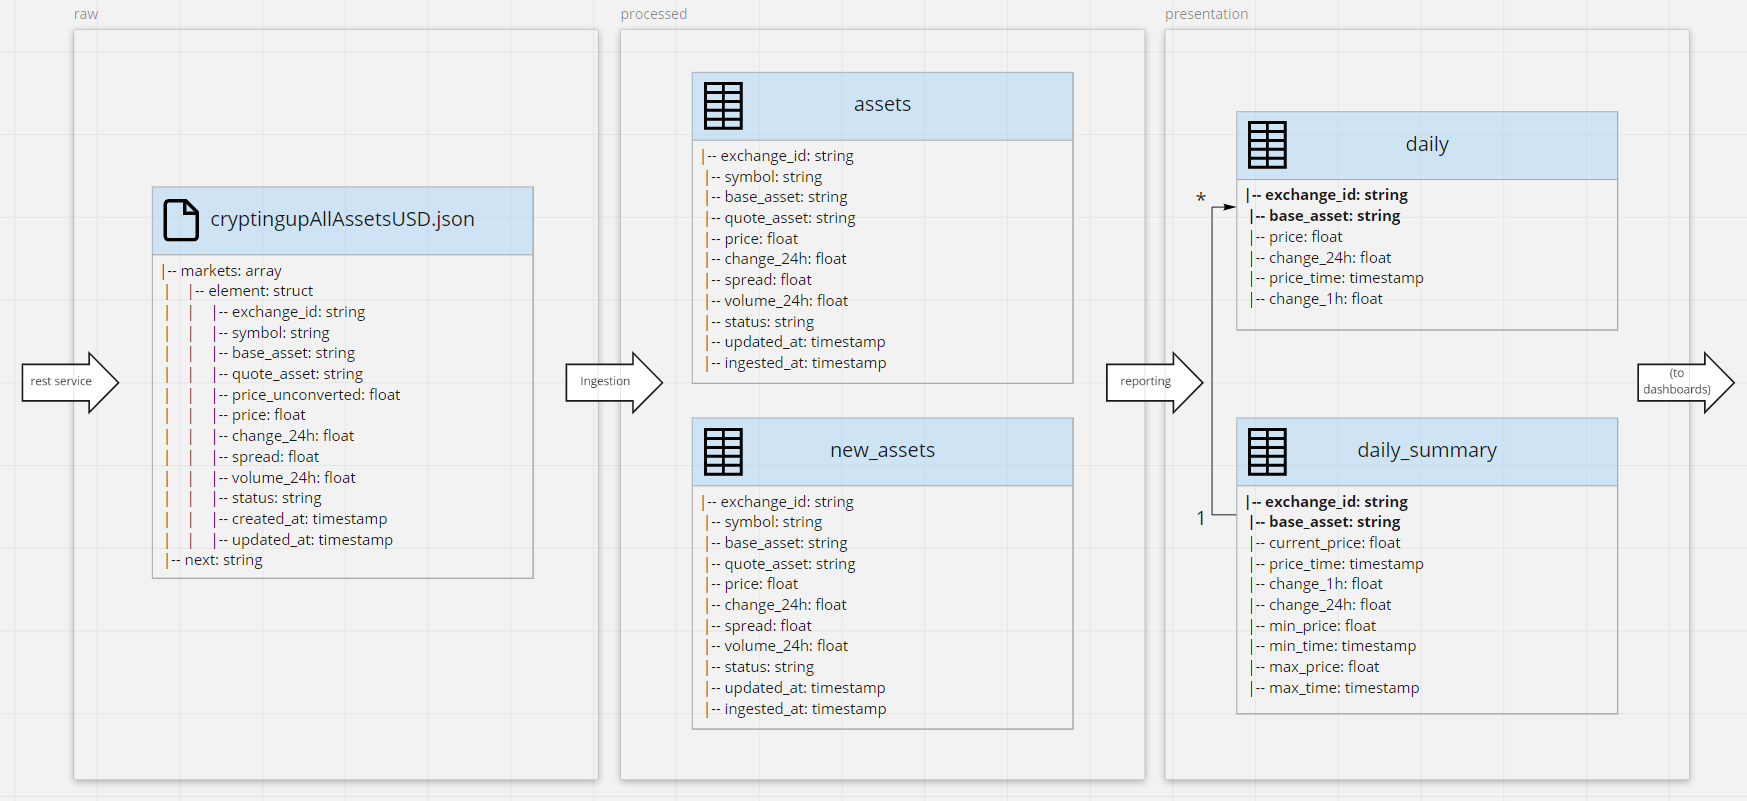 raw
rest service
cryptingupAllAssetsUSD.json
|-- markets: array
| |-- element: struct
| | |-- exchange_id: string
| | |-- symbol: string
| | |-- base_asset: string
| | |-- quote_asset: string
| | |-- price_unconverted: float
| | |-- price: float
| | |-- change_24h: float
| | |-- spread: float
| | |-- volume_24h: float
| | |-- status: string
| | |-- created_at: timestamp
| | |-- updated_at: timestamp
|-- next: string
Ingestion
processed
assets
|-- exchange_id: string
|-- symbol: string
|-- base_asset: string
|-- quote_asset: string
|-- price: float
|-- change_24h: float
|-- spread: float
|-- volume_24h: float
|-- status: string
|-- updated_at: timestamp
|-- ingested_at: timestamp
new_assets
|-- exchange_id: string
|-- symbol: string
|-- base_asset: string
|-- quote_asset: string
|-- price: float
|-- change_24h: float
|-- spread: float
|-- volume_24h: float
|-- status: string
|-- updated_at: timestamp
|-- ingested_at: timestamp
reporting
presentation
daily
|-- exchange_id: string
|-- base_asset: string
|-- price: float
|-- change_24h: float
|-- price_time: timestamp
|-- change_1h: float
*
1
daily_summary
|-- exchange_id: string
|-- base_asset: string
|-- current_price: float
|-- price_time: timestamp
|-- change_1h: float
|-- change_24h: float
|-- min_price: float
|-- min_time: timestamp
|-- max_price: float
|-- max_time: timestamp
(to
dashboards)